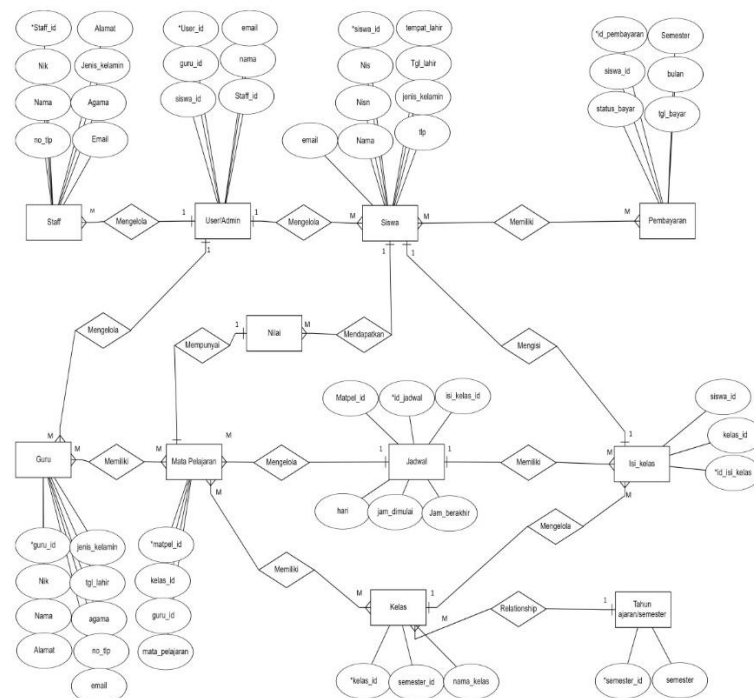 *Staff_id
Alamat
*User_id
email
*siswa
tempat_lahir
*id_pembayaran
Semester
Nik
Jenis_kelamin
guru_id
nama
Nis
Tgl_lahir
siswa_id
bulan
Nama
Agama
siswa_id
Staff_id
Nisn
jenis_kelamin
status_bayar
tgl_bayar
no_tlp
Email
email
Nama
tlp
Staff
M
Mengelola
1
User/Admin
1
Mengelola
M
Siswa
M
Memiliki
M
Pembayaran
1
1
1
Mengelola
Mempunyai
1
Nilai
M
Mendapatkan
Mengisi
M
M
1
Guru
M
Memiliki
M
Mata Pelajaran
M
Mengelola
1
Jadwal
1
Memiliki
M
Isi_kelas
M
Matpel_id
*id_jadwal
isi_kelas_id
hari
jam_dimulai
Jam_berakhir
siswa_id
kelas_id
*id_isi_kelas
M
Memiliki
M
Kelas
1
Mengelola
M
Relationship
1
Tahun
ajaran/semester
*guru_id
jenis_kelamin
*matpel_id
Nik
tgl_lahir
kelas_id
Nama
agama
guru_id
Alamat
no_tlp
mata_pelajaran
email
*kelas_id
semester_id
nama_kelas
*semester_id
semester